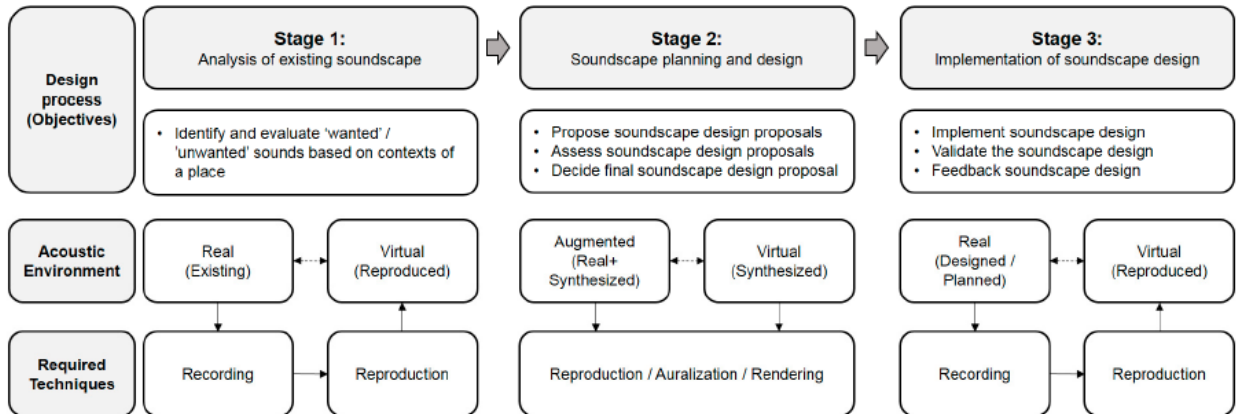 Design
process
(Objectives)
Stage 1:
Analysis of existing soundscape
Stage 2:
Soundscape planning and design
Stage 3:
Implementation of soundscape design
• Identify and evaluate ‘wanted’ /
‘unwanted’ sounds based on contexts of
a place
• Propose soundscape design proposals
• Assess soundscape design proposals
• Decide final soundscape design proposal
• Implement soundscape design
• Validate the soundscape design
• Feedback soundscape design
Acoustic
Environment
Real
(Existing)
Virtual
(Reproduced)
Augmented
(Real+
Synthesized)
Virtual
(Synthesized)
Real
(Designed /
Planned)
Virtual
(Reproduced)
Required
Techniques
Recording
Reproduction
Reproduction / Auralization / Rendering
Recording
Reproduction